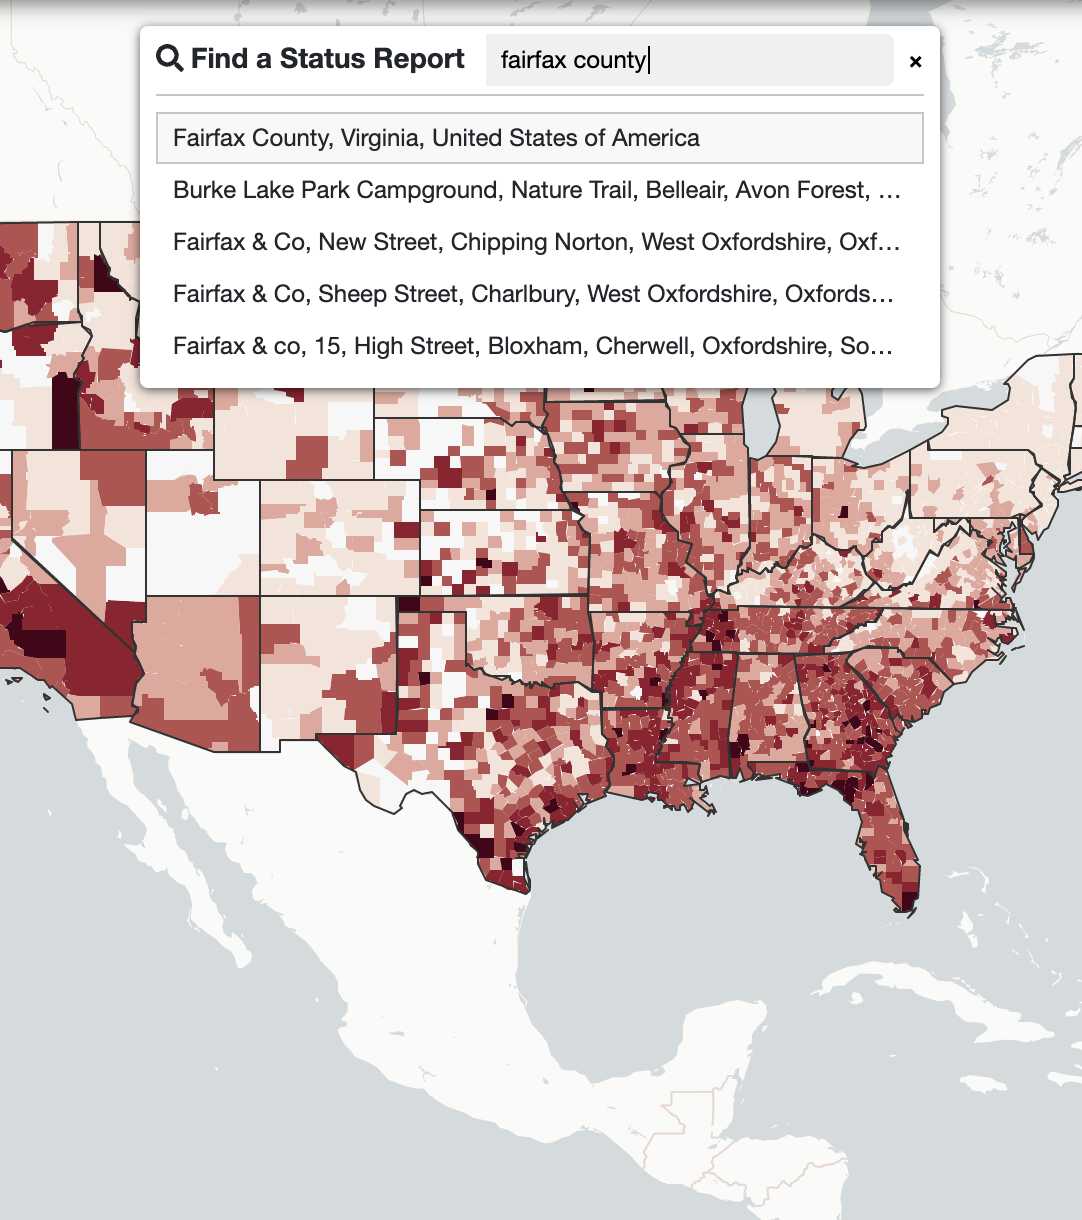 Find a Status Report
fairfax county
×
Fairfax County, Virginia, United States of America
Burke Lake Park Campground, Nature Trail, Belleair, Avon Forest, …
Fairfax & Co, New Street, Chipping Norton, West Oxfordshire, Oxf…
Fairfax & Co, Sheep Street, Charlbury, West Oxfordshire, Oxfords…
Fairfax & co, 15, High Street, Bloxham, Cherwell, Oxfordshire, So…